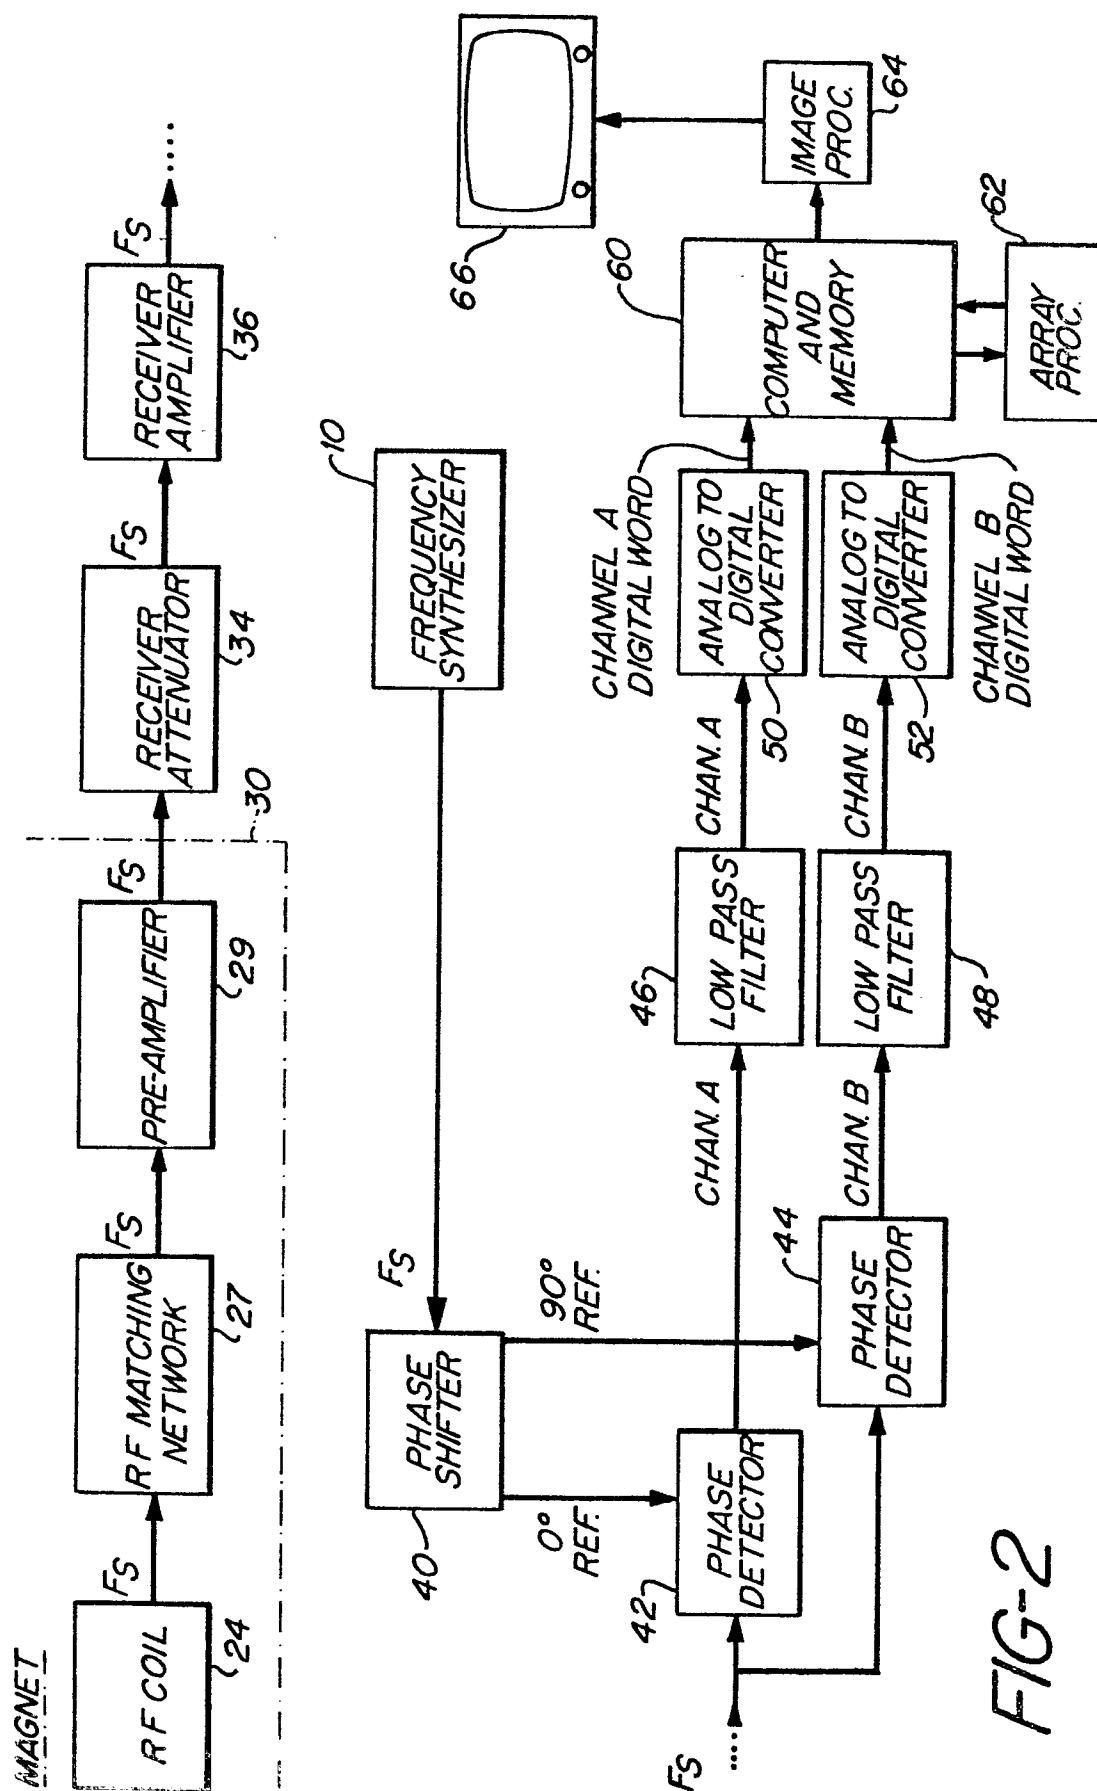 MAGNET
RF COIL
24
FS
RF MATCHING
NETWORK
27
FS
PRE-AMPLIFIER
29
FS
30
RECEIVER
ATTENUATOR
34
FS
RECEIVER
AMPLIFIER
36
FS
....
FREQUENCY
SYNTHESIZER
10
FS
PHASE
SHIFTER
40
0°
REF.
90°
REF.
FS
....
PHASE
DETECTOR
42
PHASE
DETECTOR
44
CHAN. A
CHAN. B
LOW PASS
FILTER
46
LOW PASS
FILTER
48
CHAN. A
CHAN. B
ANALOG TO
DIGITAL
CONVERTER
50
ANALOG TO
DIGITAL
CONVERTER
52
CHANNEL A
DIGITAL WORD
CHANNEL B
DIGITAL WORD
COMPUTER
AND
MEMORY
60
ARRAY
PROC.
62
IMAGE
PROC.
64
66
FIG-2